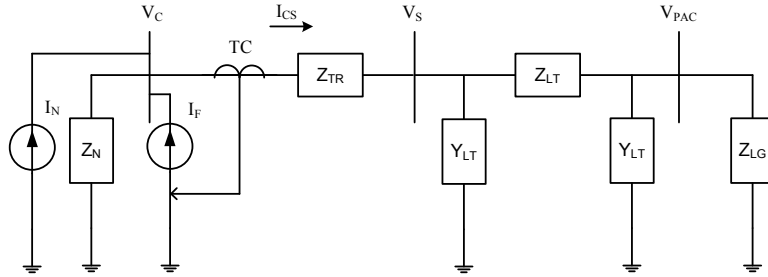 V_C
I_CS
V_S
V_PAC
TC
Z_TR
Z_LT
I_N
Z_N
I_F
Y_LT
Y_LT
Z_LG